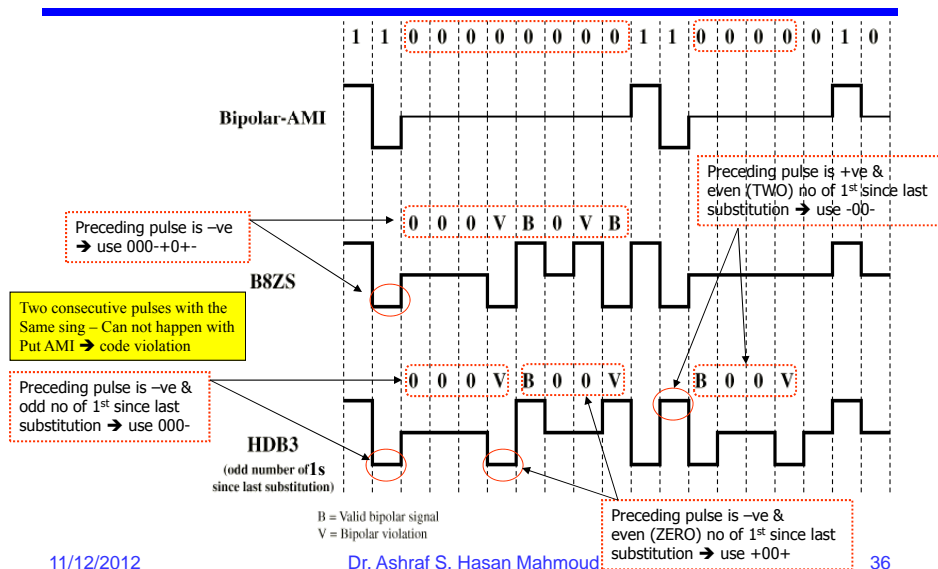 1 1 0 0 0 0 0 0 0 0 1 1 0 0 0 0 0 1 0
Bipolar-AMI
Preceding pulse is +ve &
even (TWO) no of 1st since last
substitution ➔ use -00-
0 0 0 V B 0 V B
Preceding pulse is –ve
➔ use 000-+0+-
B8ZS
Two consecutive pulses with the
Same sing – Can not happen with
Put AMI ➔ code violation
0 0 0 V B 0 0 V B 0 0 V
Preceding pulse is –ve &
odd no of 1st since last
substitution ➔ use 000-
HDB3
(odd number of 1s
since last substitution)
B = Valid bipolar signal
V = Bipolar violation
Preceding pulse is –ve &
even (ZERO) no of 1st since last
substitution ➔ use +00+
11/12/2012 Dr. Ashraf S. Hasan Mahmoud 36